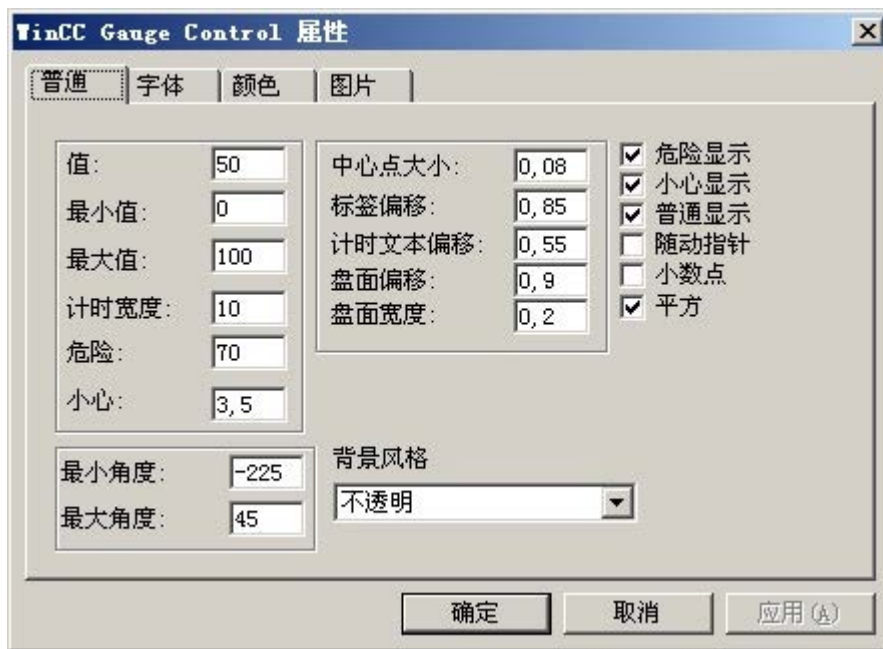 WinCC Gauge Control 属性
普通 字体 颜色 图片
值: 50
最小值: 0
最大值: 100
计时宽度: 10
危险: 70
小心: 3,5
中心点大小: 0,08
标签偏移: 0,85
计时文本偏移: 0,55
盘面偏移: 0,9
盘面宽度: 0,2
危险显示
小心显示
普通显示
随动指针
小数点
平方
最小角度: -225
最大角度: 45
背景风格
不透明
确定 取消 应用(A)